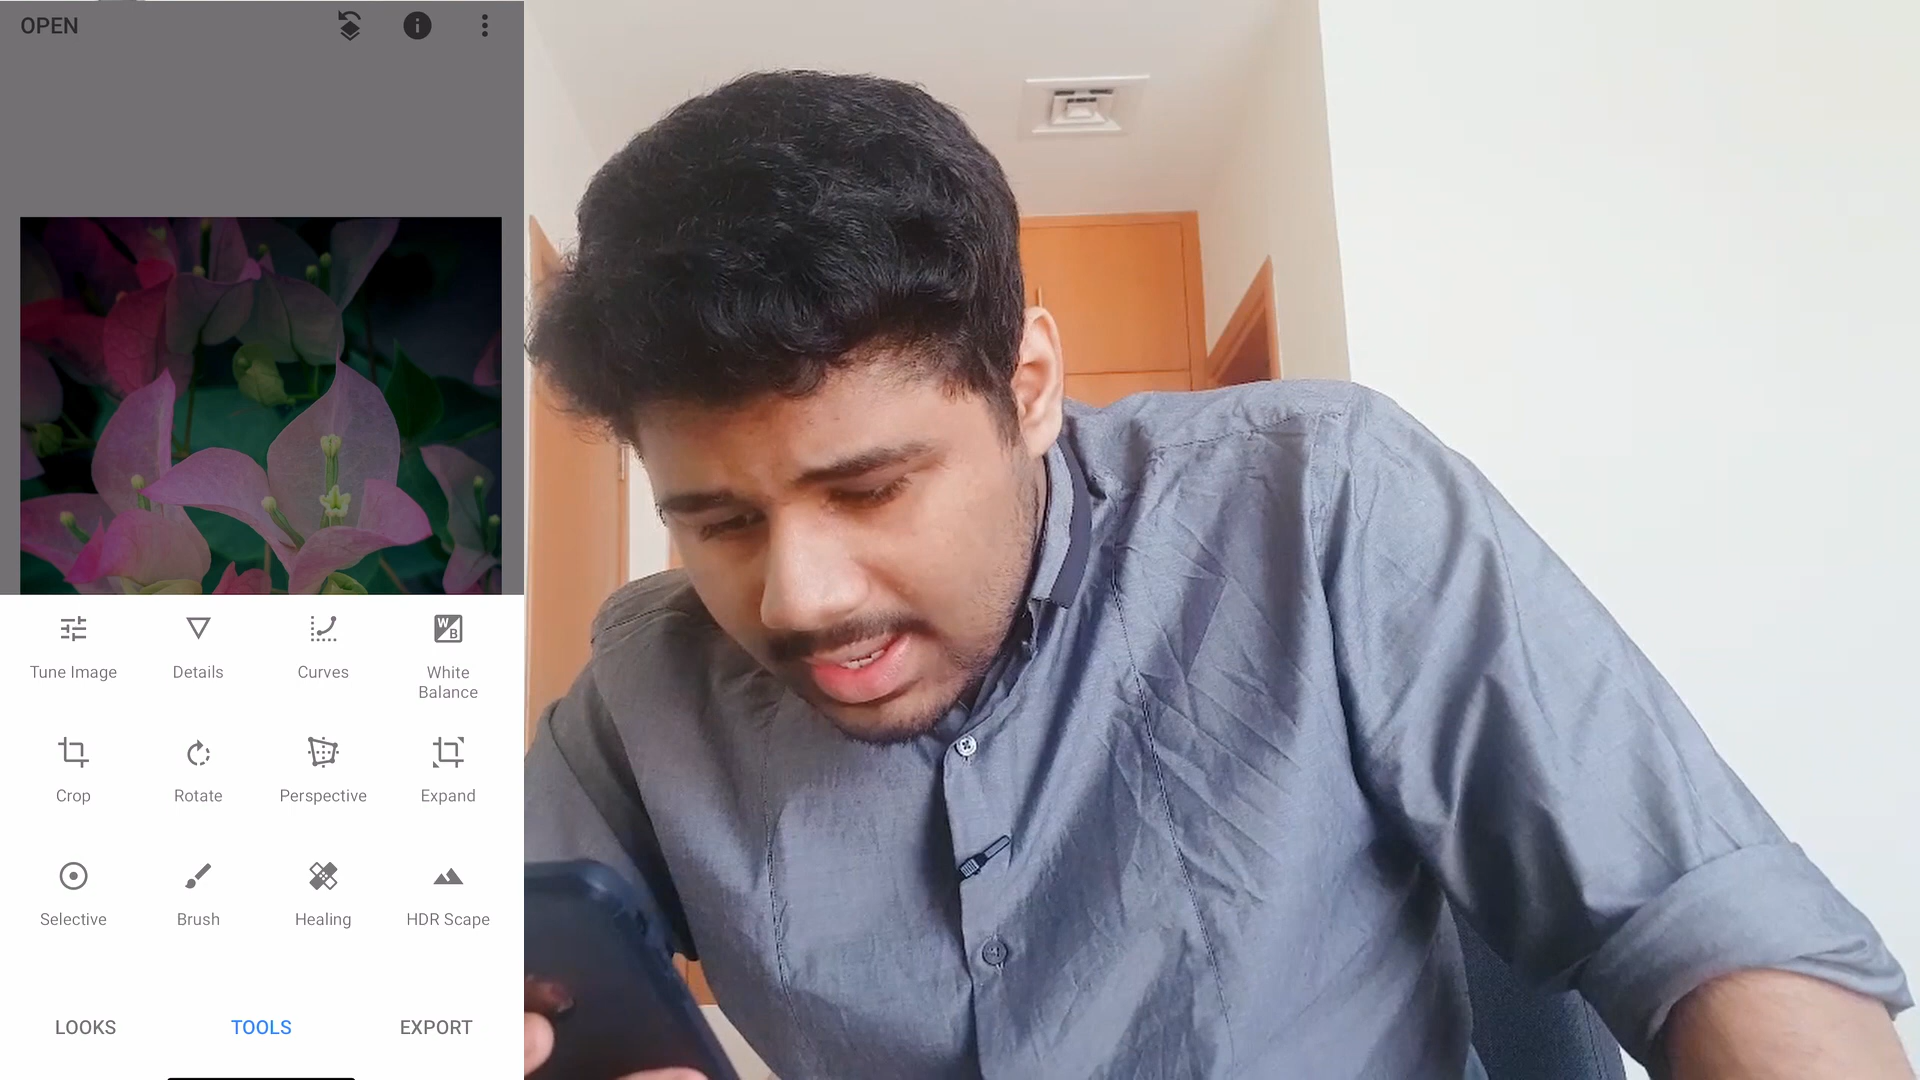 OPEN
Tune Image
Details
Curves
White
Balance
Crop
Rotate
Perspective
Expand
Selective
Brush
Healing
HDR Scape
LOOKS
TOOLS
EXPORT